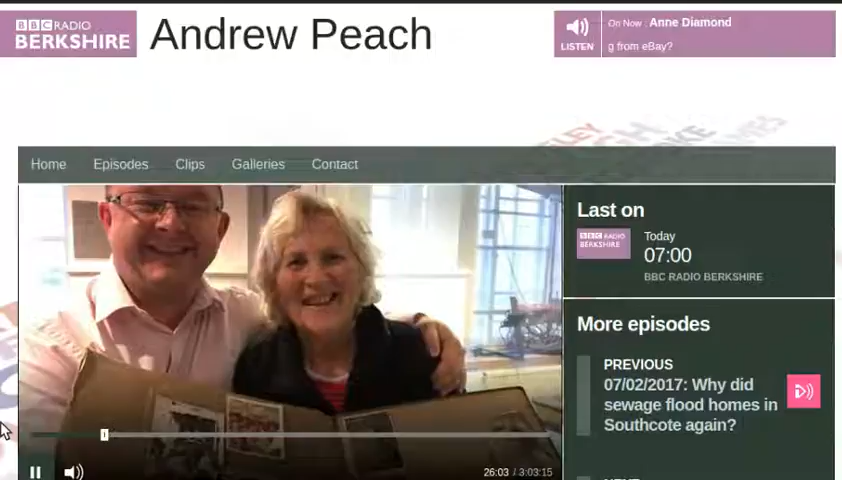 BBC RADIO
BERKSHIRE
Andrew Peach
LISTEN
On Now : Anne Diamond
g from eBay?
Home
Episodes
Clips
Galleries
Contact
Last on
BBC RADIO
BERKSHIRE
Today
07:00
BBC RADIO BERKSHIRE
More episodes
PREVIOUS
07/02/2017: Why did
sewage flood homes in
Southcote again?
26:03 / 3:03:15